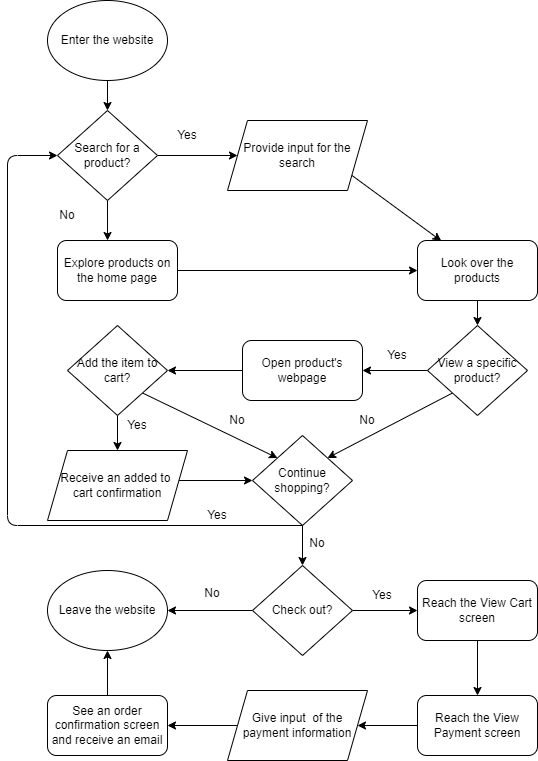 Enter the website
Search for a
product?
Yes
Provide input for the
search
No
Explore products on
the home page
Look over the
products
View a specific
product?
Yes
Open product's
webpage
Add the item to
cart?
No
No
Yes
Receive an added to
cart confirmation
Continue
shopping?
Yes
No
Check out?
No
Leave the website
Yes
Reach the View Cart
screen
Reach the View
Payment screen
Give input  of the
payment information
See an order
confirmation screen
and receive an email